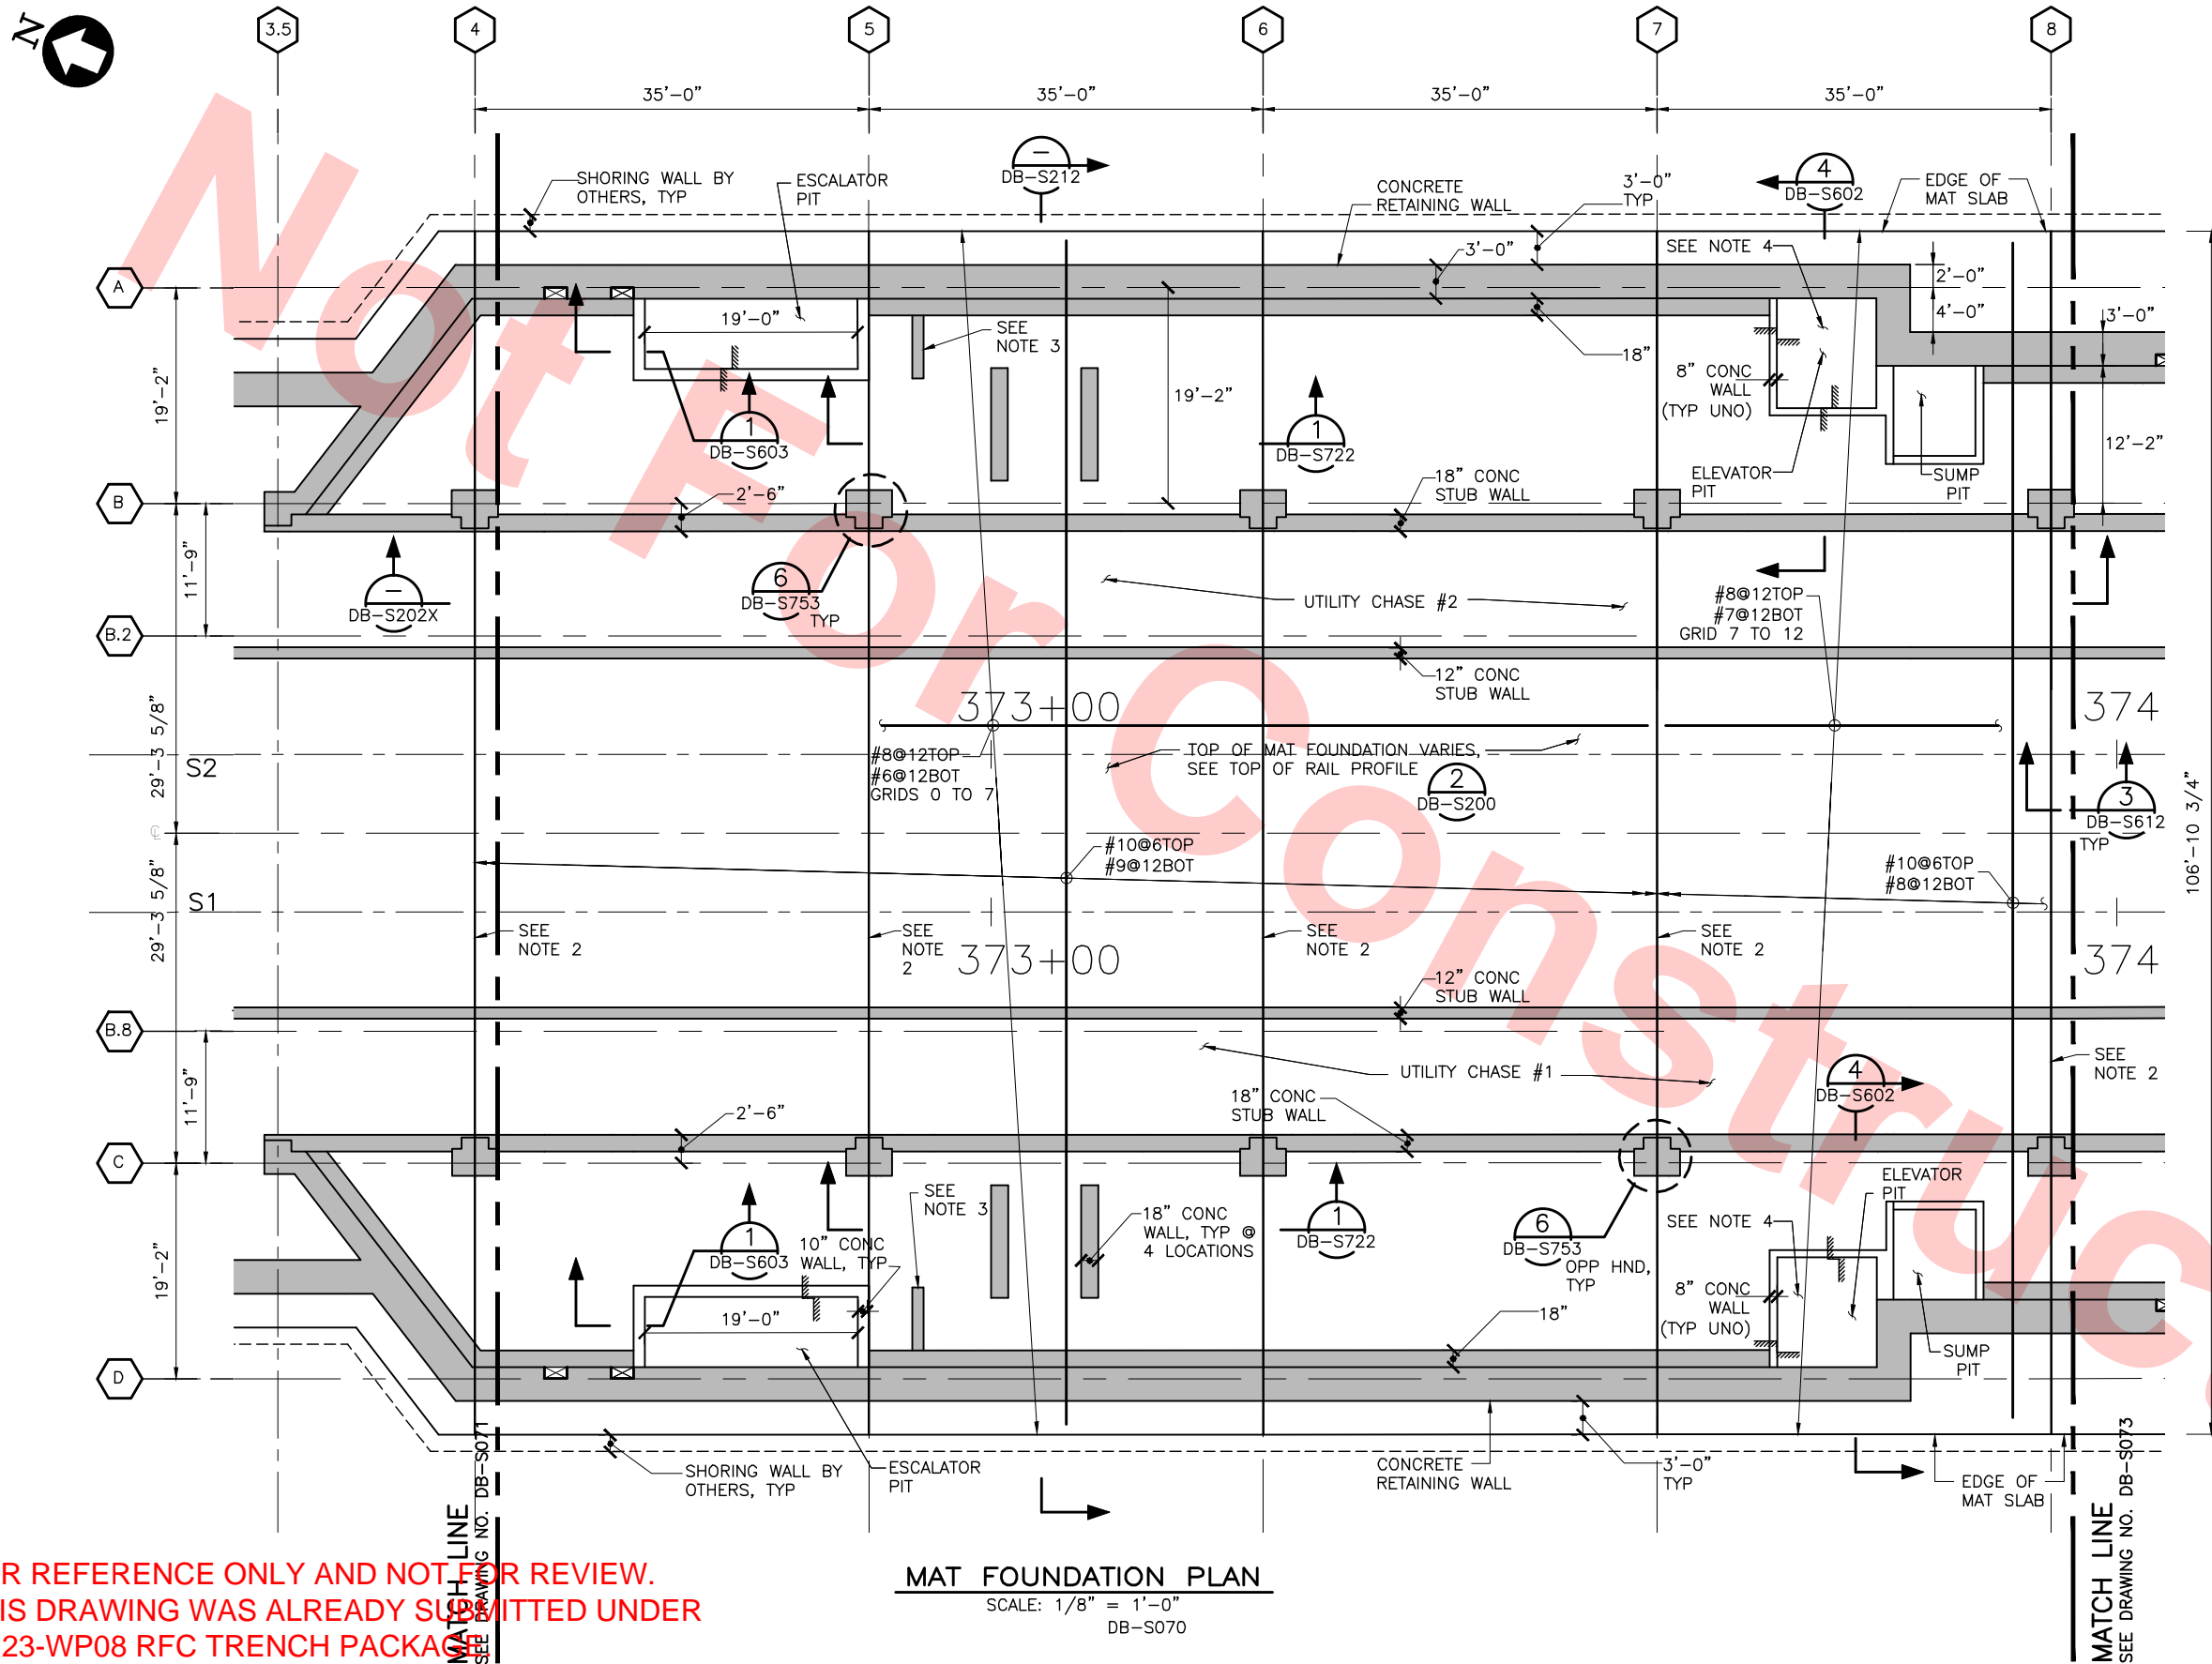 N
3.5
4
5
6
7
8
35'-0"
35'-0"
35'-0"
35'-0"
SHORING WALL BY
OTHERS, TYP
ESCALATOR
PIT
–
DB-S212
CONCRETE
RETAINING WALL
3'-0"
TYP
4
DB-S602
EDGE OF
MAT SLAB
A
3'-0"
SEE NOTE 4
2'-0"
4'-0"
3'-0"
19'-0"
SEE
NOTE 3
18"
19'-2"
19'-2"
8" CONC
WALL
(TYP UNO)
1
DB-S603
1
DB-S722
12'-2"
B
2'-6"
18" CONC
STUB WALL
ELEVATOR
PIT
SUMP
PIT
11'-9"
–
DB-S202X
6
DB-S753
TYP
UTILITY CHASE #2
#8@12TOP
#7@12BOT
GRID 7 TO 12
B.2
12" CONC
STUB WALL
29'-3 5/8"
373+00
374
S2
#8@12TOP
#6@12BOT
GRIDS 0 TO 7
TOP OF MAT FOUNDATION VARIES,
SEE TOP OF RAIL PROFILE
2
DB-S200
3
DB-S612
TYP
106'-10 3/4"
℄
#10@6TOP
#9@12BOT
#10@6TOP
#8@12BOT
29'-3 5/8"
S1
SEE
NOTE 2
SEE
NOTE
2
SEE
NOTE 2
SEE
NOTE 2
373+00
374
12" CONC
STUB WALL
B.8
UTILITY CHASE #1
SEE
NOTE 2
11'-9"
2'-6"
18" CONC
STUB WALL
4
DB-S602
C
SEE
NOTE 3
ELEVATOR
PIT
19'-2"
1
DB-S603
10" CONC
WALL, TYP
18" CONC
WALL, TYP @
4 LOCATIONS
1
DB-S722
6
DB-S753
OPP HND,
TYP
SEE NOTE 4
8" CONC
WALL
(TYP UNO)
19'-0"
18"
SUMP
PIT
D
SHORING WALL BY
OTHERS, TYP
ESCALATOR
PIT
CONCRETE
RETAINING WALL
3'-0"
TYP
EDGE OF
MAT SLAB
MATCH LINE
SEE DRAWING NO. DB-S071
MATCH LINE
SEE DRAWING NO. DB-S073
MAT FOUNDATION PLAN
SCALE: 1/8" = 1'-0"
DB-S070
R REFERENCE ONLY AND NOT FOR REVIEW.
IS DRAWING WAS ALREADY SUBMITTED UNDER
23-WP08 RFC TRENCH PACKAGE.
Not For Construc